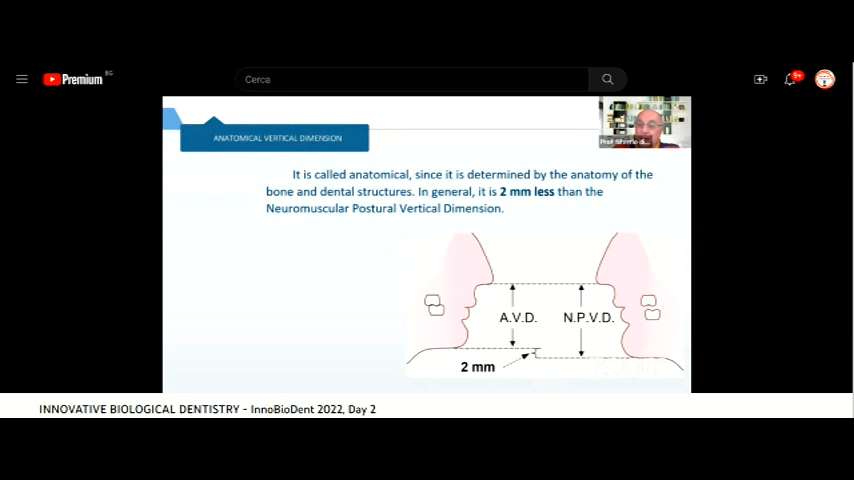 Premium BG
Cerca
9+
ANATOMICAL VERTICAL DIMENSION
It is called anatomical, since it is determined by the anatomy of the
bone and dental structures. In general, it is 2 mm less than the
Neuromuscular Postural Vertical Dimension.
A.V.D.
N.P.V.D.
2 mm
INNOVATIVE BIOLOGICAL DENTISTRY - InnoBioDent 2022, Day 2